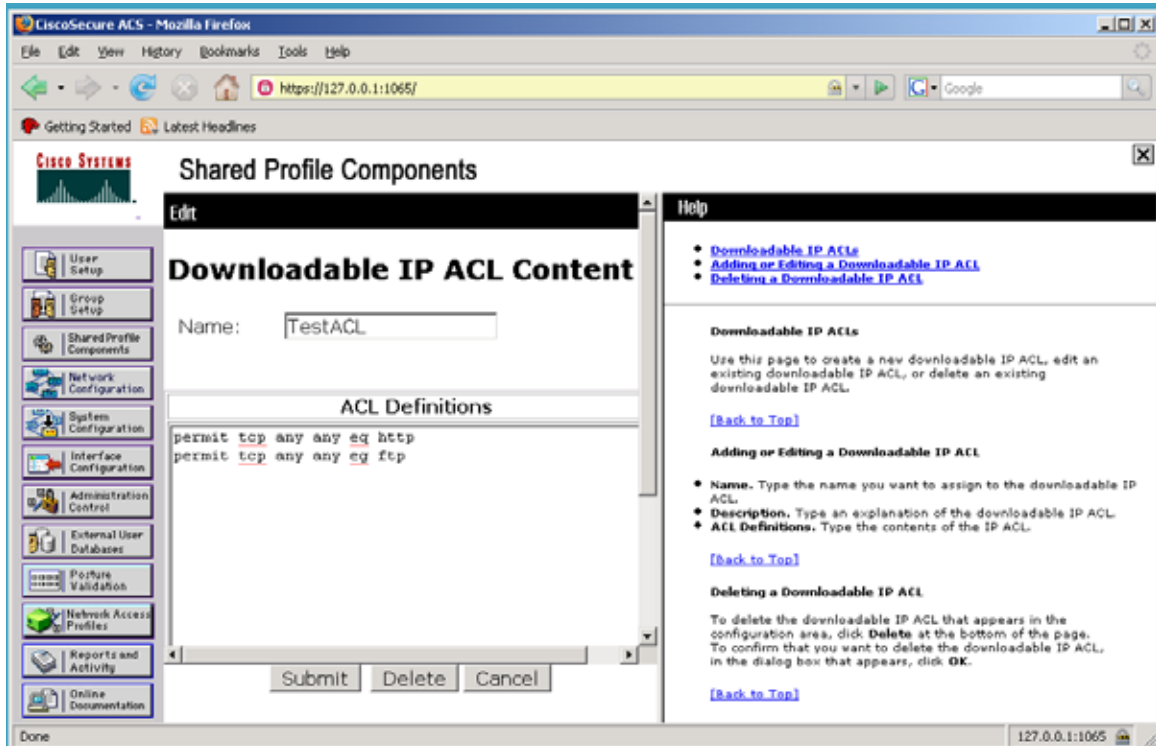 CiscoSecure ACS - Mozilla Firefox
File Edit View History Bookmarks Tools Help
https://127.0.0.1:1065/
Google
Getting Started Latest Headlines
CISCO SYSTEMS
Shared Profile Components
User Setup
Group Setup
Shared Profile Components
Network Configuration
System Configuration
Interface Configuration
Administration Control
External User Databases
Posture Validation
Network Access Profiles
Reports and Activity
Online Documentation
Edit
Downloadable IP ACL Content
Name: TestACL
ACL Definitions
permit tcp any any eq http
permit tcp any any eq ftp
Submit Delete Cancel
Help
Downloadable IP ACLs
Adding or Editing a Downloadable IP ACL
Deleting a Downloadable IP ACL
Downloadable IP ACLs
Use this page to create a new downloadable IP ACL, edit an
existing downloadable IP ACL, or delete an existing
downloadable IP ACL.
[Back to Top]
Adding or Editing a Downloadable IP ACL
Name. Type the name you want to assign to the downloadable IP
ACL.
Description. Type an explanation of the downloadable IP ACL.
ACL Definitions. Type the contents of the IP ACL.
[Back to Top]
Deleting a Downloadable IP ACL
To delete the downloadable IP ACL that appears in the
configuration area, click Delete at the bottom of the page.
To confirm that you want to delete the downloadable IP ACL,
in the dialog box that appears, click OK.
[Back to Top]
Done
127.0.0.1:1065